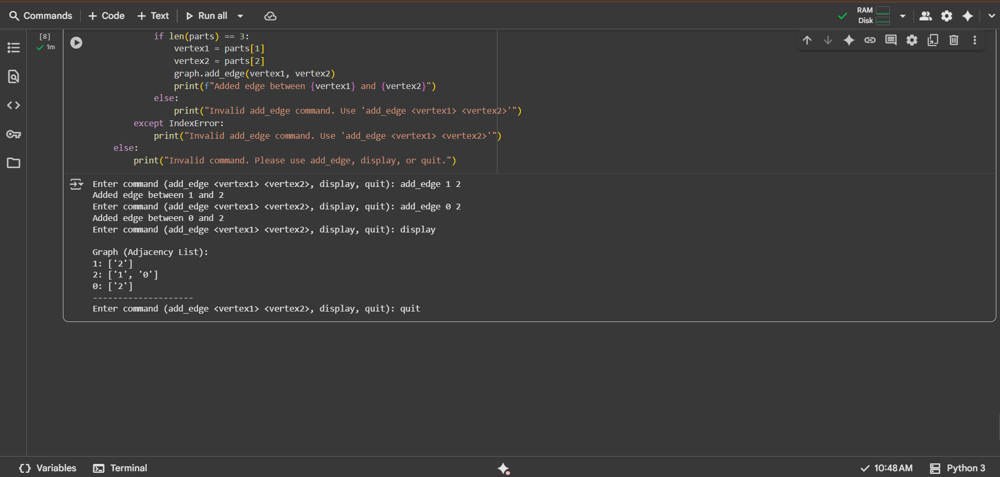 Commands + Code + Text Run all RAM
Disk
[8]
1m
if len(parts) == 3:
vertex1 = parts[1]
vertex2 = parts[2]
graph.add_edge(vertex1, vertex2)
print(f"Added edge between {vertex1} and {vertex2}")
else:
print("Invalid add_edge command. Use 'add_edge <vertex1> <vertex2>'")
except IndexError:
print("Invalid add_edge command. Use 'add_edge <vertex1> <vertex2>'")
else:
print("Invalid command. Please use add_edge, display, or quit.")
Enter command (add_edge <vertex1> <vertex2>, display, quit): add_edge 1 2
Added edge between 1 and 2
Enter command (add_edge <vertex1> <vertex2>, display, quit): add_edge 0 2
Added edge between 0 and 2
Enter command (add_edge <vertex1> <vertex2>, display, quit): display
Graph (Adjacency List):
1: ['2']
2: ['1', '0']
0: ['2']
--------------------
Enter command (add_edge <vertex1> <vertex2>, display, quit): quit
{} Variables Terminal 10:48 AM Python 3